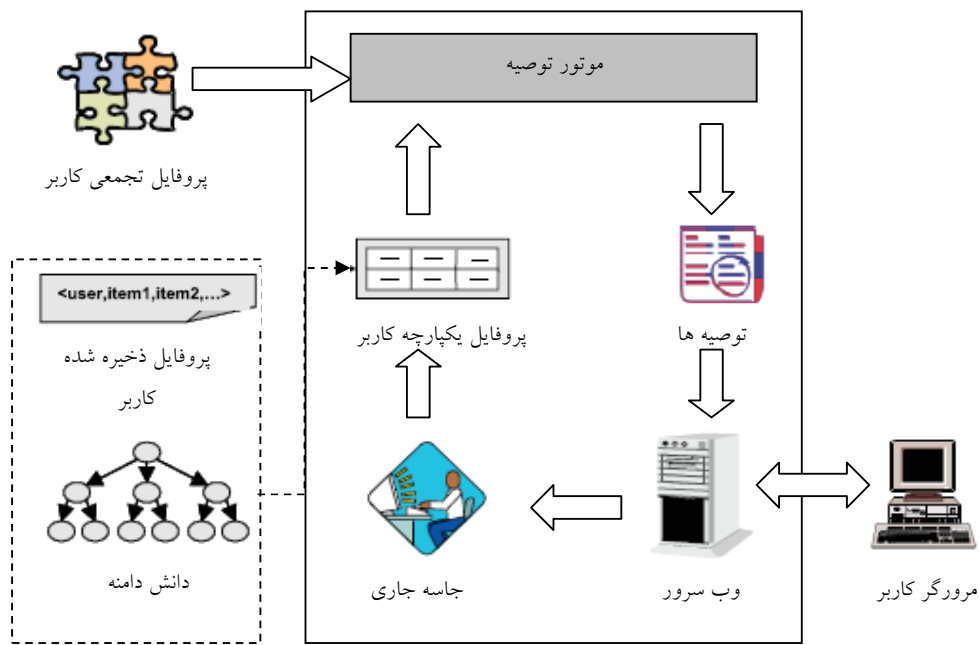 موتور توصیه
پروفایل تجمعی کاربر
<user,item1,item2,...>
پروفایل ذخیره شده
کاربر
دانش دامنه
پروفایل یکپارچه کاربر
توصیه ها
جاسه جاری
وب سرور
مرورگر کاربر